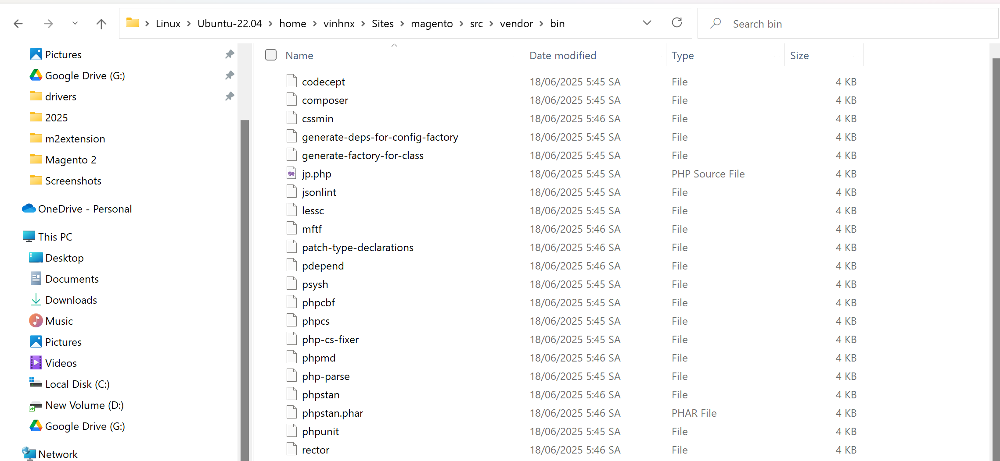 Linux > Ubuntu-22.04 > home > vinhnx > Sites > magento > src > vendor > bin
Search bin
Pictures
Google Drive (G:)
drivers
2025
m2extension
Magento 2
Screenshots
OneDrive - Personal
This PC
Desktop
Documents
Downloads
Music
Pictures
Videos
Local Disk (C:)
New Volume (D:)
Google Drive (G:)
Network
Name Date modified Type Size
codecept 18/06/2025 5:45 SA File 4 KB
composer 18/06/2025 5:45 SA File 4 KB
cssmin 18/06/2025 5:46 SA File 4 KB
generate-deps-for-config-factory 18/06/2025 5:45 SA File 4 KB
generate-factory-for-class 18/06/2025 5:45 SA File 4 KB
jp.php 18/06/2025 5:45 SA PHP Source File 4 KB
jsonlint 18/06/2025 5:45 SA File 4 KB
lessc 18/06/2025 5:45 SA File 4 KB
mftf 18/06/2025 5:46 SA File 4 KB
patch-type-declarations 18/06/2025 5:46 SA File 4 KB
pdepend 18/06/2025 5:46 SA File 4 KB
psysh 18/06/2025 5:45 SA File 4 KB
phpcbf 18/06/2025 5:45 SA File 4 KB
phpcs 18/06/2025 5:45 SA File 4 KB
php-cs-fixer 18/06/2025 5:45 SA File 4 KB
phpmd 18/06/2025 5:46 SA File 4 KB
php-parse 18/06/2025 5:45 SA File 4 KB
phpstan 18/06/2025 5:46 SA File 4 KB
phpstan.phar 18/06/2025 5:46 SA PHAR File 4 KB
phpunit 18/06/2025 5:45 SA File 4 KB
rector 18/06/2025 5:46 SA File 4 KB